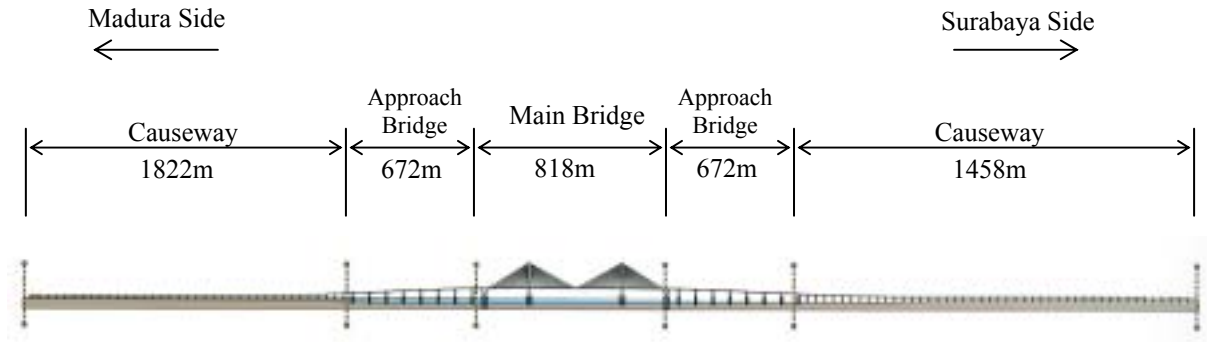 Madura Side
Surabaya Side
Causeway
1822m
Approach
Bridge
672m
Main Bridge
818m
Approach
Bridge
672m
Causeway
1458m